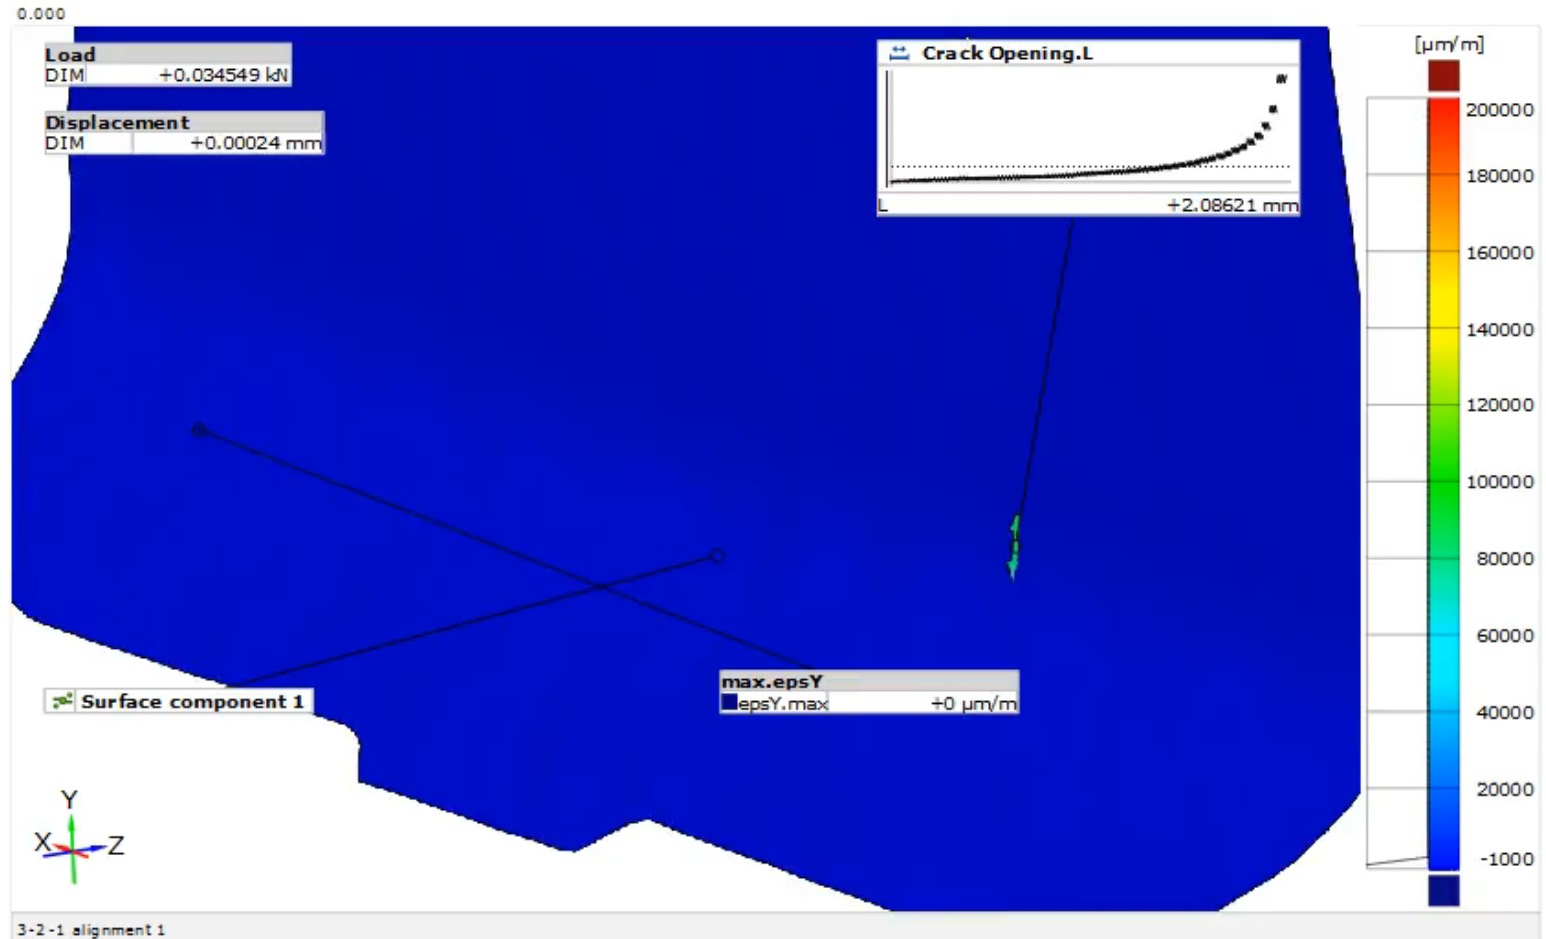 0.000
Load
DIM +0.034549 kN
Displacement
DIM +0.00024 mm
Crack Opening.L
L +2.08621 mm
[µm/m]
200000
180000
160000
140000
120000
100000
80000
60000
40000
20000
-1000
max.epsY
epsY.max +0 µm/m
Surface component 1
Y
X Z
3-2-1 alignment 1